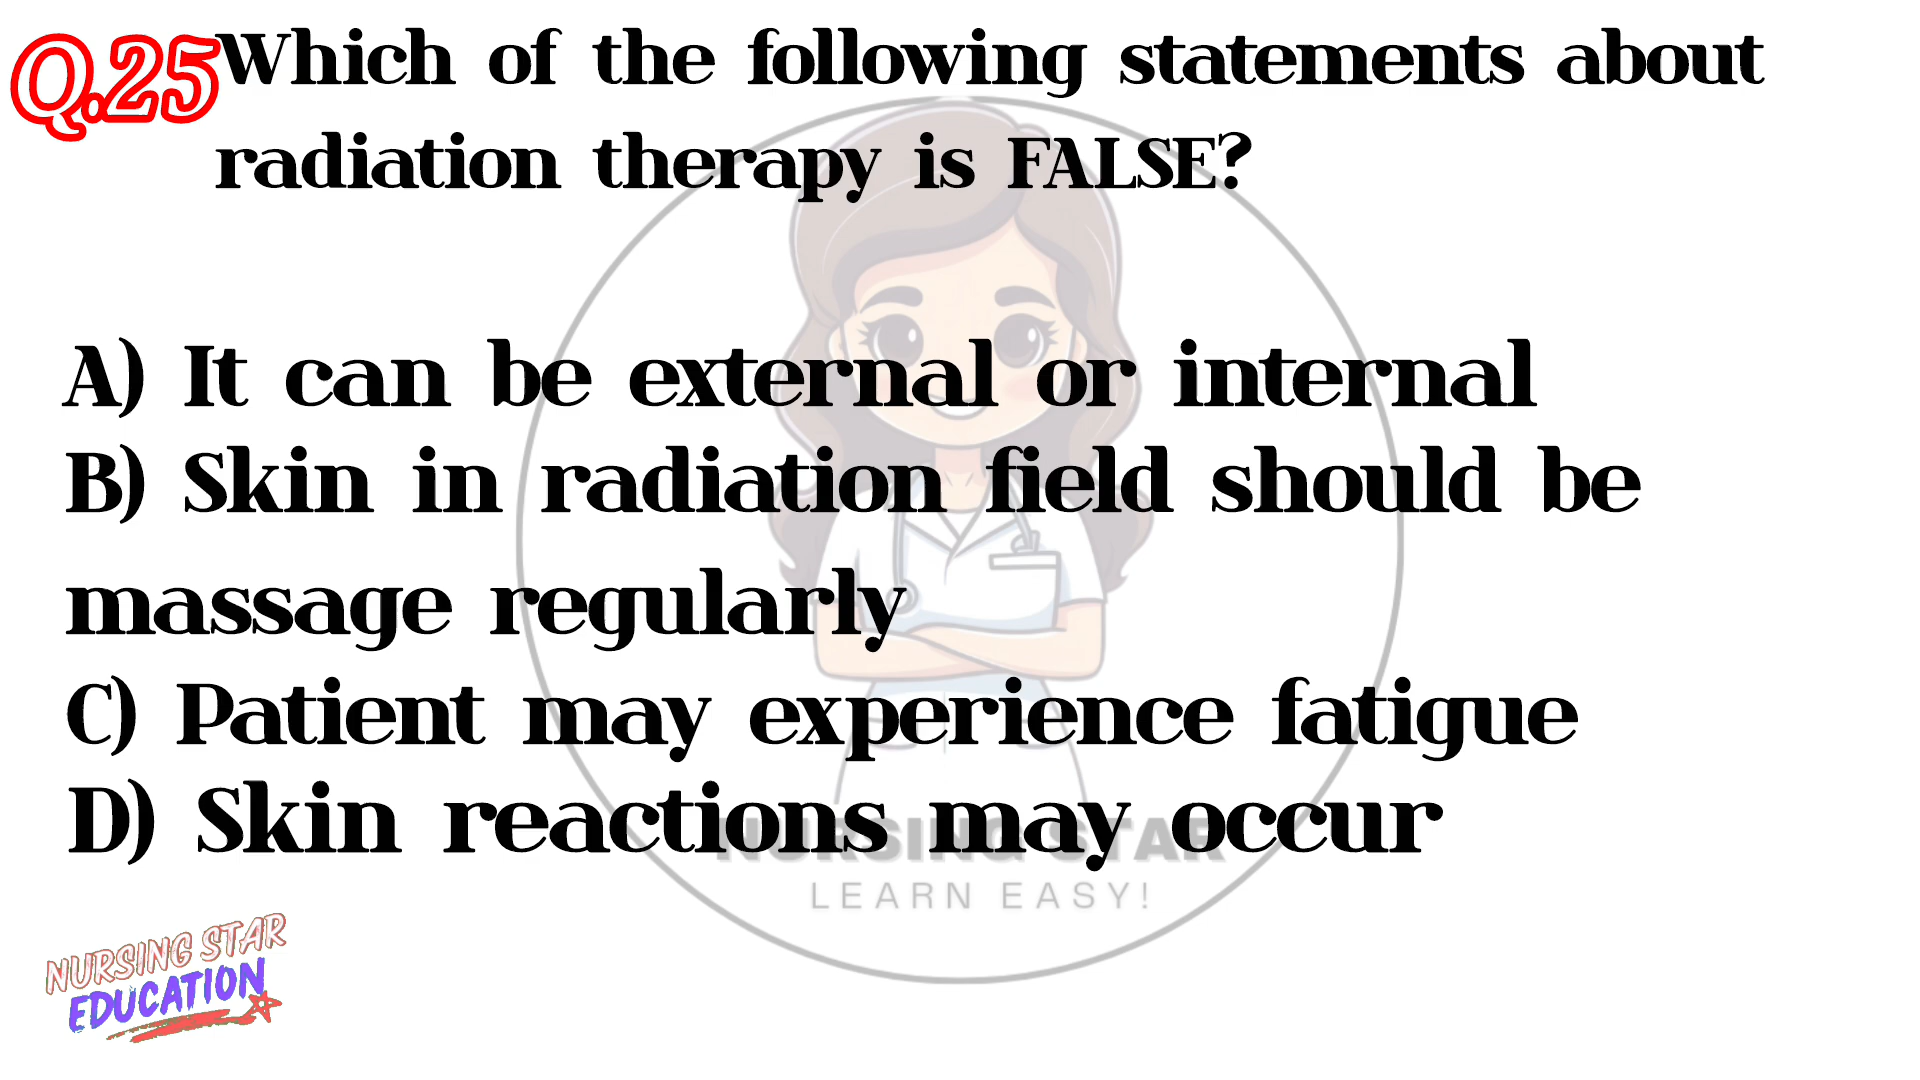 Q.25 Which of the following statements about
radiation therapy is FALSE?
A) It can be external or internal
B) Skin in radiation field should be
massage regularly
C) Patient may experience fatigue
D) Skin reactions may occur
NURSING STAR
LEARN EASY!
NURSING STAR
EDUCATION